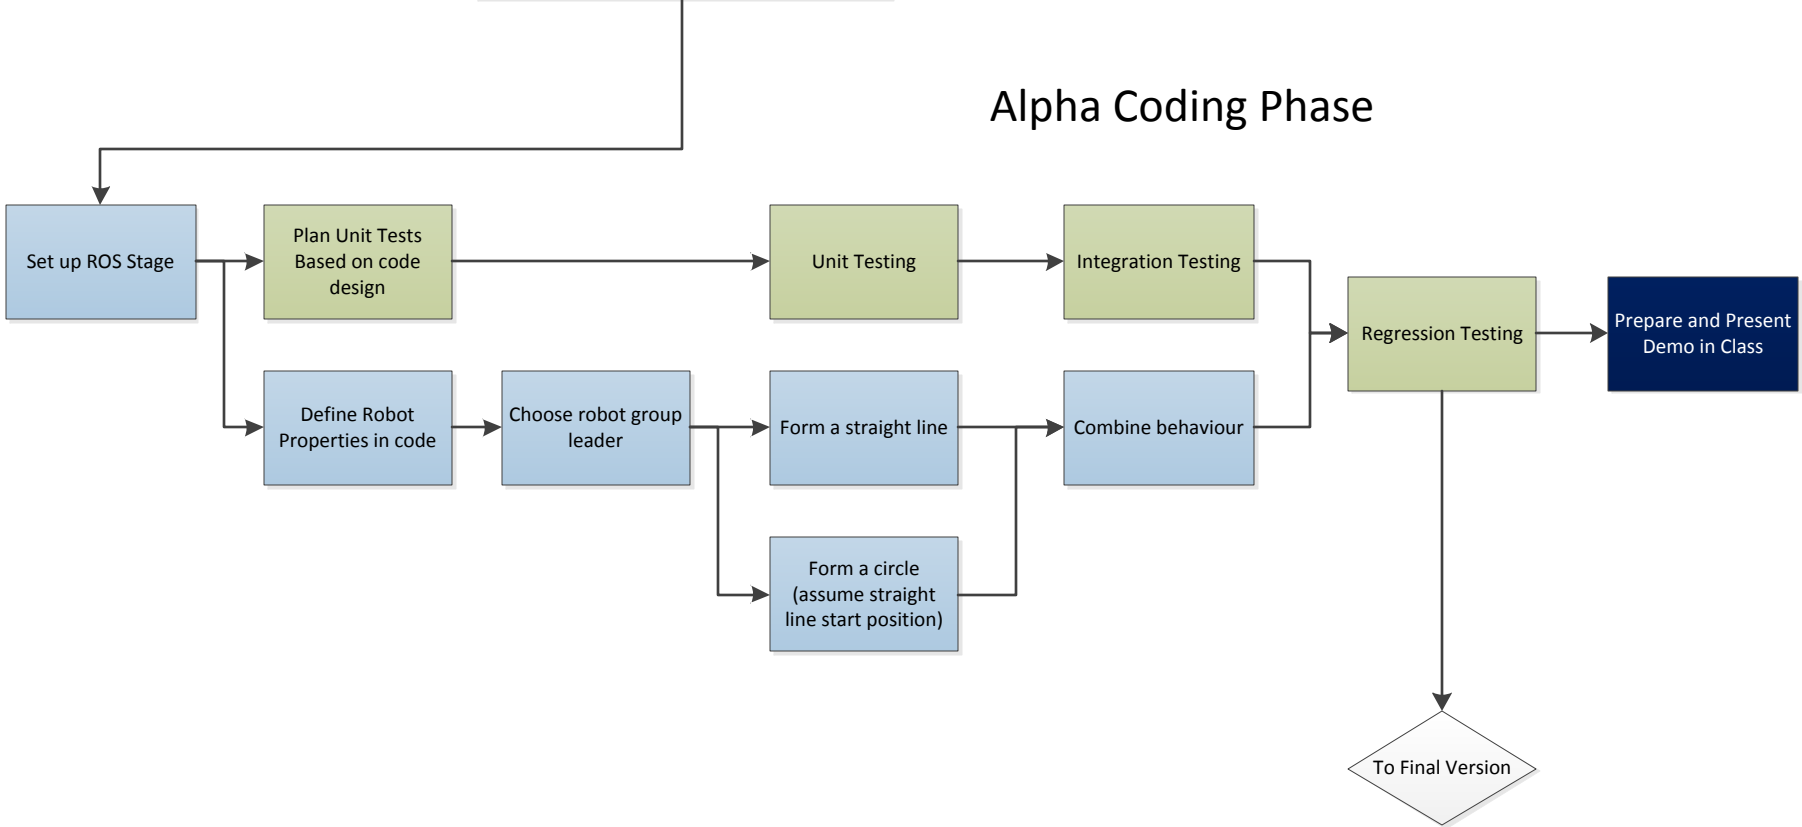 Alpha Coding Phase
Set up ROS Stage
Plan Unit Tests
Based on code
design
Unit Testing
Integration Testing
Regression Testing
Prepare and Present
Demo in Class
Define Robot
Properties in code
Choose robot group
leader
Form a straight line
Combine behaviour
Form a circle
(assume straight
line start position)
To Final Version